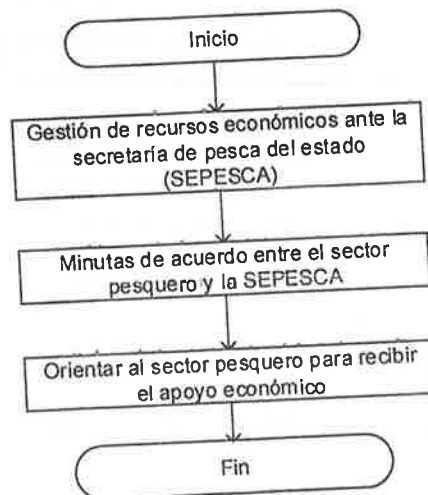 Inicio
Gestión de recursos económicos ante la
secretaría de pesca del estado
(SEPESCA)
Minutas de acuerdo entre el sector
pesquero y la SEPESCA
Orientar al sector pesquero para recibir
el apoyo económico
Fin